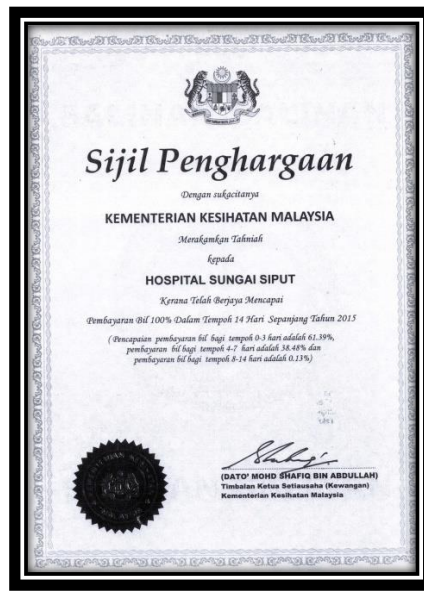 Sijil Penghargaan
Dengan sukacitanya
KEMENTERIAN KESIHATAN MALAYSIA
Merakamkan Tahniah
kepada
HOSPITAL SUNGAI SIPUT
Kerana Telah Berjaya Mencapai
Pembayaran Bil 100% Dalam Tempoh 14 Hari Sepanjang Tahun 2015
( Pencapaian pembayaran bil bagi tempoh 0-3 hari adalah 61.39%,
pembayaran bil bagi tempoh 4-7 hari adalah 38.48% dan
pembayaran bil bagi tempoh 8-14 hari adalah 0.13%)
(DATO' MOHD SHAFIQ BIN ABDULLAH)
Timbalan Ketua Setiausaha (Kewangan)
Kementerian Kesihatan Malaysia